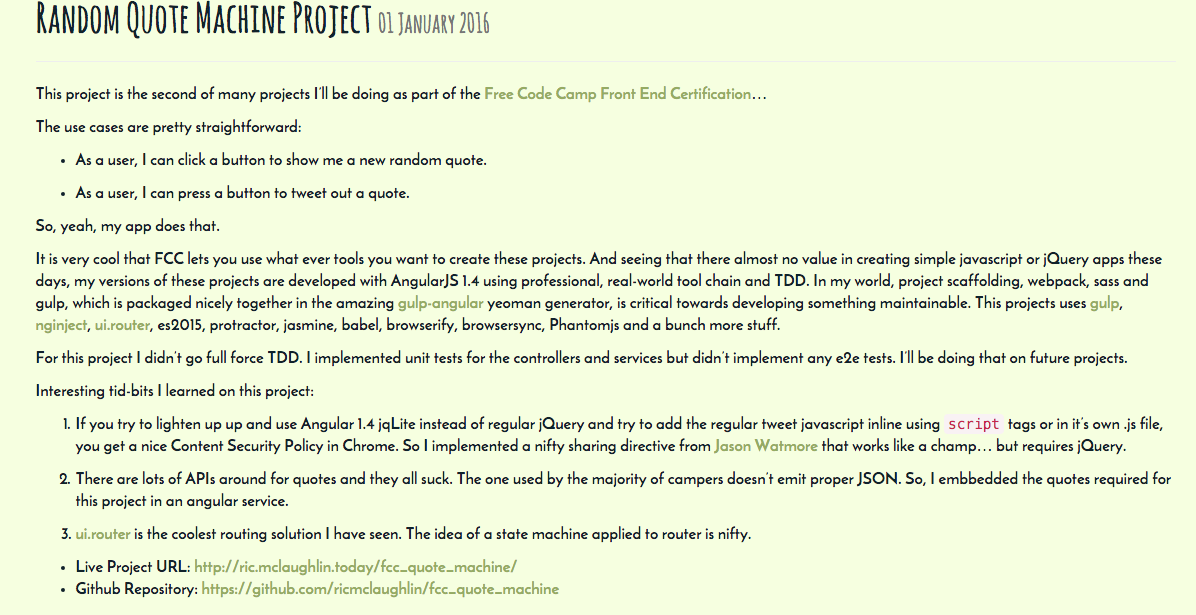 Random Quote Machine Project 01 January 2016
This project is the second of many projects I'll be doing as part of the Free Code Camp Front End Certification...
The use cases are pretty straightforward:
• As a user, I can click a button to show me a new random quote.
• As a user, I can press a button to tweet out a quote.
So, yeah, my app does that.
It is very cool that FCC lets you use what ever tools you want to create these projects. And seeing that there almost no value in creating simple javascript or jQuery apps these
days, my versions of these projects are developed with AngularJS 1.4 using professional, real-world tool chain and TDD. In my world, project scaffolding, webpack, sass and
gulp, which is packaged nicely together in the amazing gulp-angular yeoman generator, is critical towards developing something maintainable. This projects uses gulp,
nginject, ui.router, es2015, protractor, jasmine, babel, browserify, browsersync, Phantomjs and a bunch more stuff.
For this project I didn't go full force TDD. I implemented unit tests for the controllers and services but didn't implement any e2e tests. I'll be doing that on future projects.
Interesting tid-bits I learned on this project:
1. If you try to lighten up up and use Angular 1.4 jqLite instead of regular jQuery and try to add the regular tweet javascript inline using script tags or in it's own .js file,
you get a nice Content Security Policy in Chrome. So I implemented a nifty sharing directive from Jason Watmore that works like a champ... but requires jQuery.
2. There are lots of APIs around for quotes and they all suck. The one used by the majority of campers doesn't emit proper JSON. So, I embbedded the quotes required for
this project in an angular service.
3. ui.router is the coolest routing solution I have seen. The idea of a state machine applied to router is nifty.
• Live Project URL: http://ric.mclaughlin.today/fcc_quote_machine/
• Github Repository: https://github.com/ricmclaughlin/fcc_quote_machine